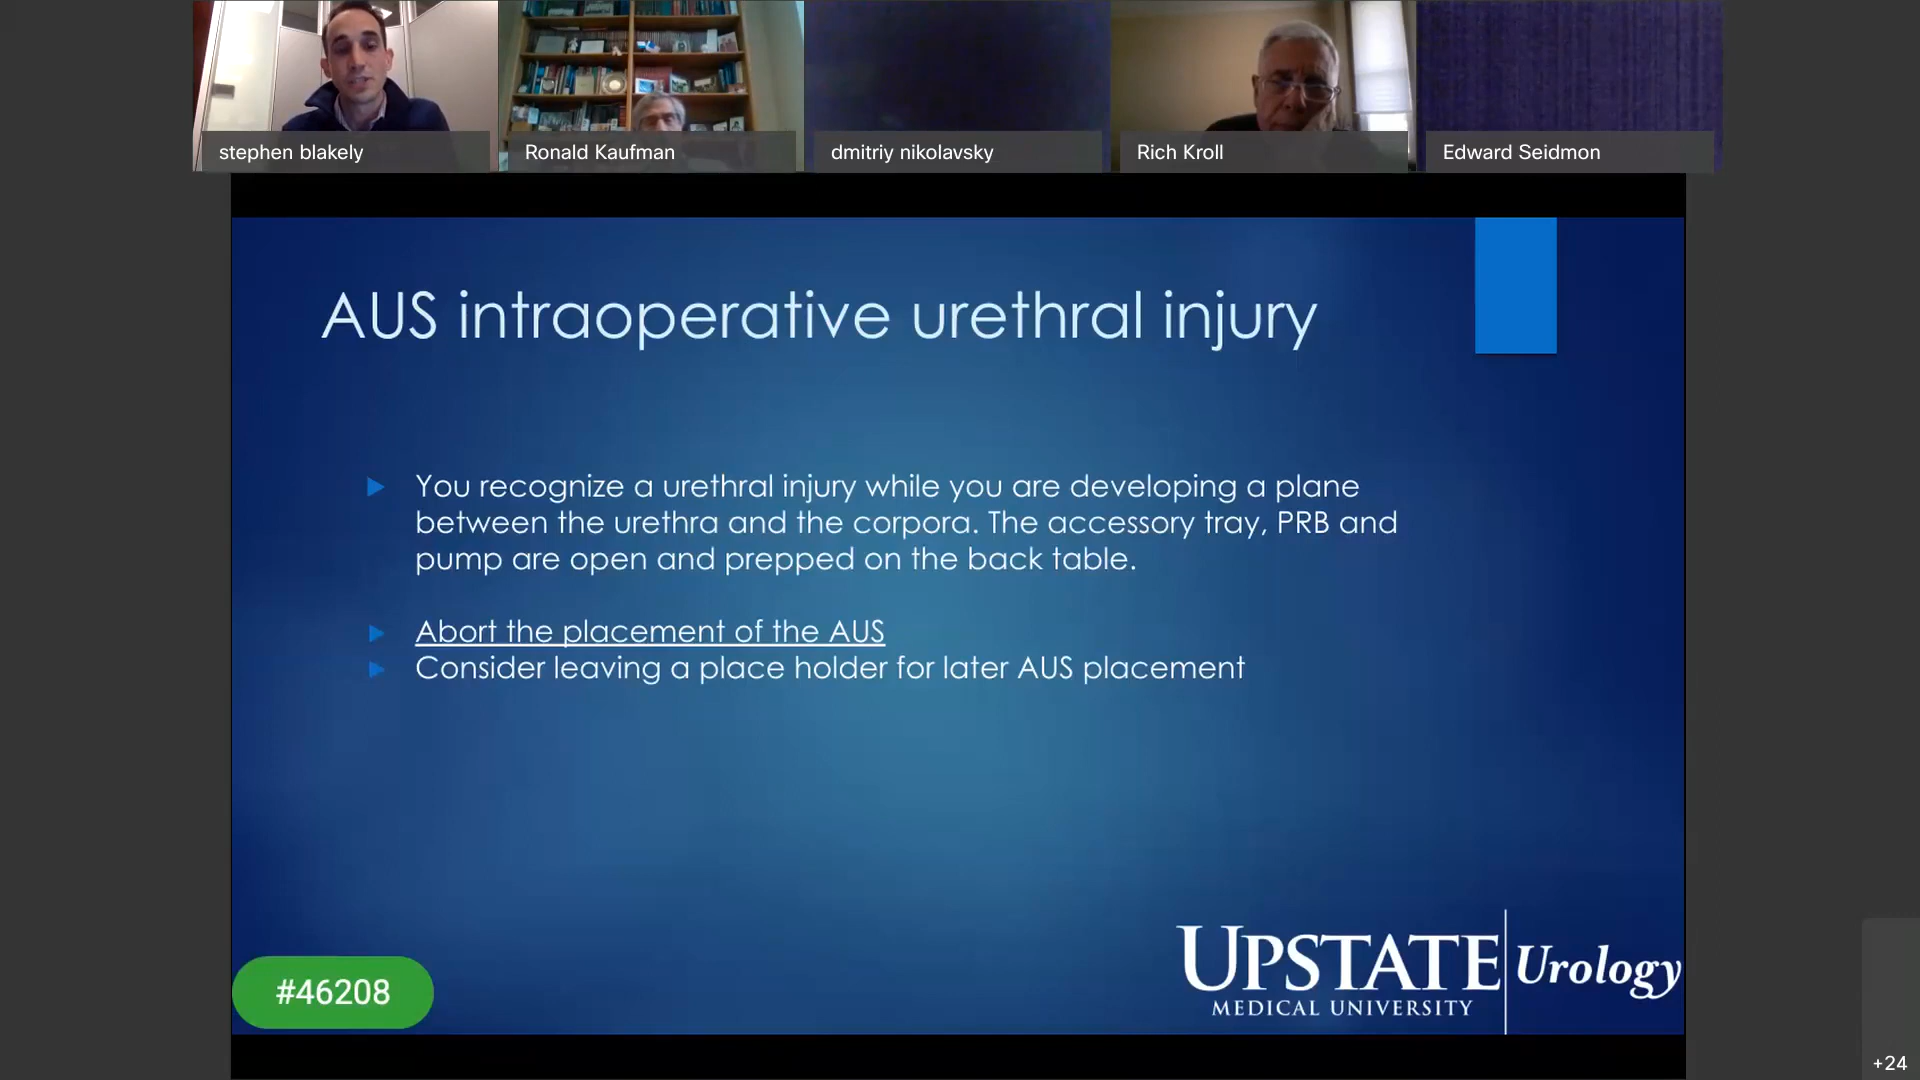 stephen blakely
Ronald Kaufman
dmitriy nikolavsky
Rich Kroll
Edward Seidmon
AUS intraoperative urethral injury
You recognize a urethral injury while you are developing a plane
between the urethra and the corpora. The accessory tray, PRB and
pump are open and prepped on the back table.
Abort the placement of the AUS
Consider leaving a place holder for later AUS placement
#46208
UPSTATE
MEDICAL UNIVERSITY
Urology
+24